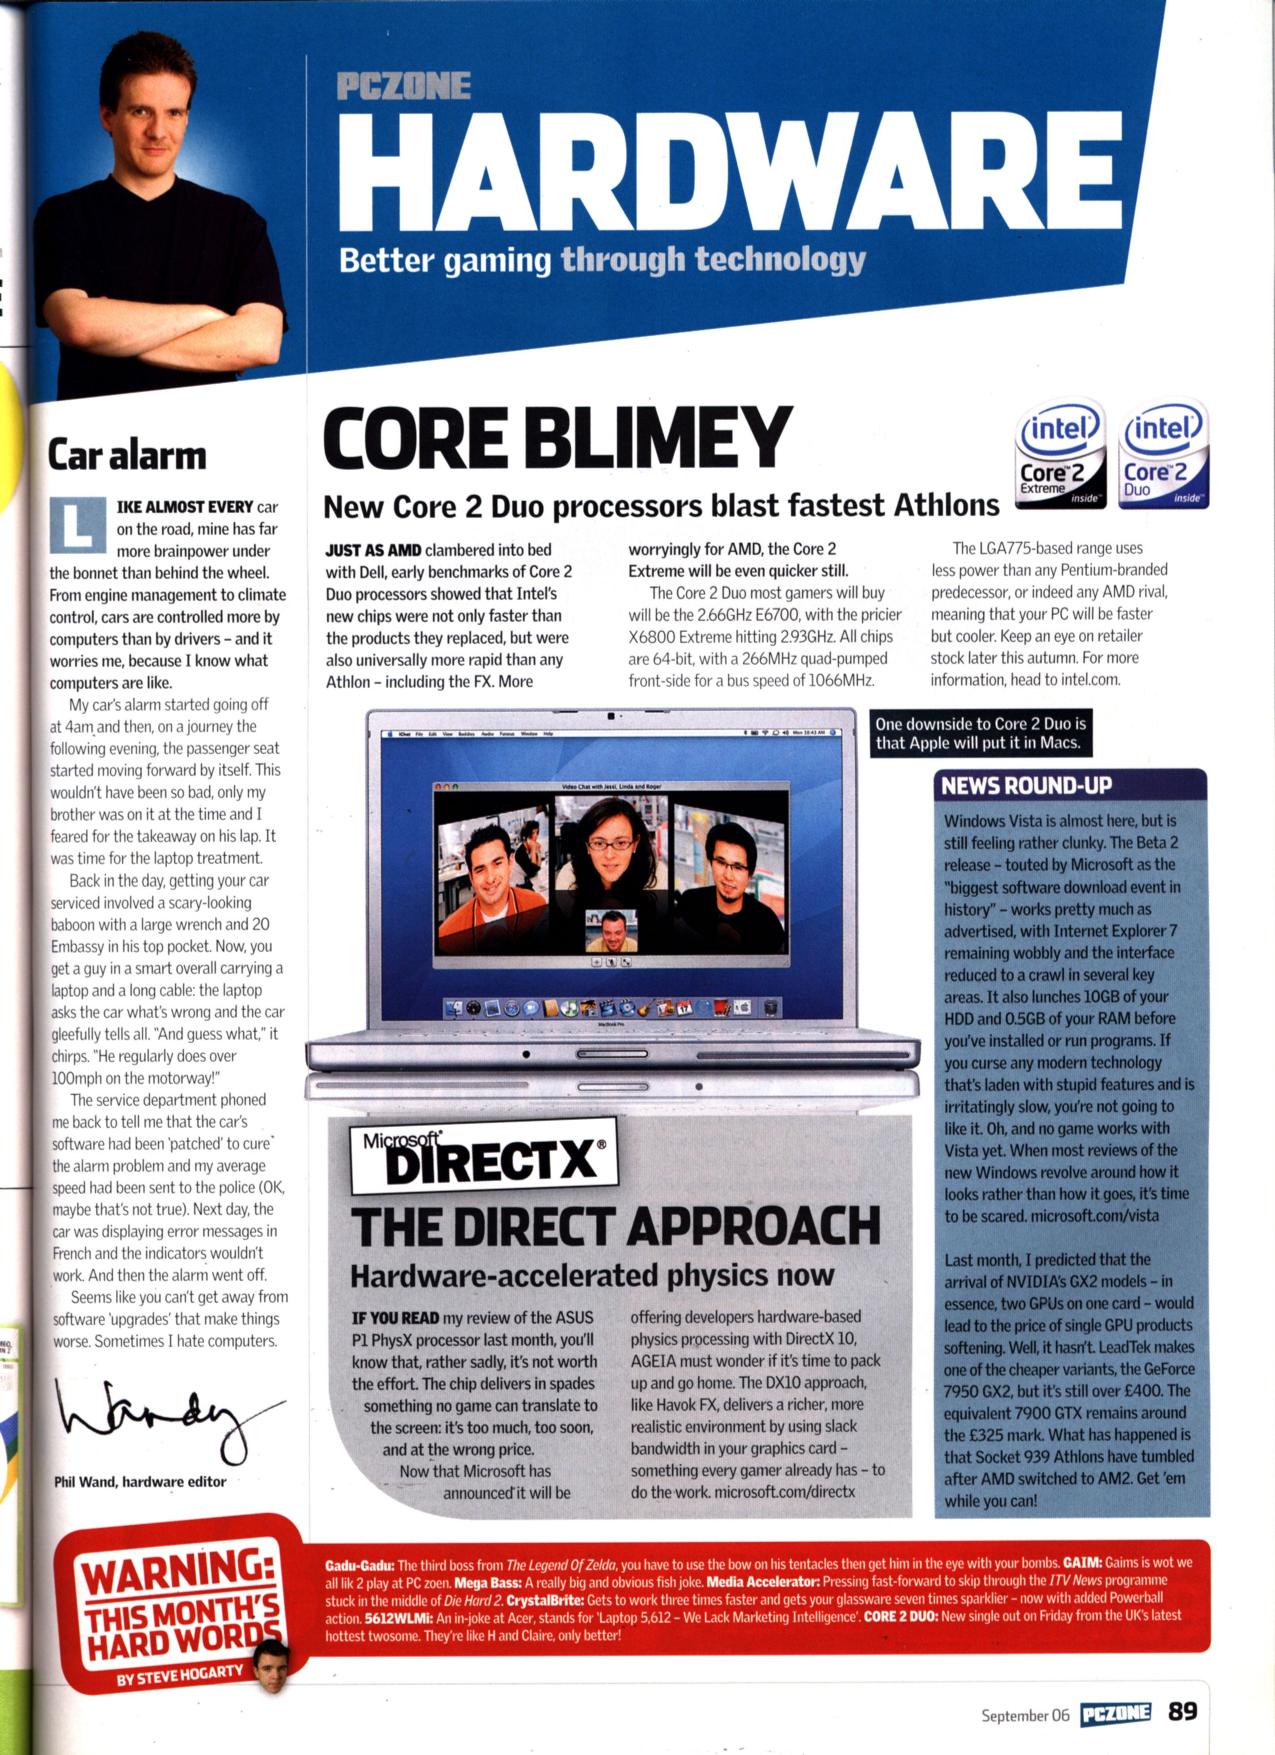 PCZONE
HARDWARE
Better gaming through technology
Car alarm
LIKE ALMOST EVERY car
on the road, mine has far
more brainpower under
the bonnet than behind the wheel.
From engine management to climate
control, cars are controlled more by
computers than by drivers – and it
worries me, because I know what
computers are like.
My car's alarm started going off
at 4am and then, on a journey the
following evening, the passenger seat
started moving forward by itself. This
wouldn't have been so bad, only my
brother was on it at the time and I
feared for the takeaway on his lap. It
was time for the laptop treatment.
Back in the day, getting your car
serviced involved a scary-looking
baboon with a large wrench and 20
Embassy in his top pocket. Now, you
get a guy in a smart overall carrying a
laptop and a long cable: the laptop
asks the car what's wrong and the car
gleefully tells all. "And guess what," it
chirps. "He regularly does over
100mph on the motorway!"
The service department phoned
me back to tell me that the car's
software had been 'patched' to cure
the alarm problem and my average
speed had been sent to the police (OK,
maybe that's not true). Next day, the
car was displaying error messages in
French and the indicators wouldn't
work. And then the alarm went off.
Seems like you can't get away from
software 'upgrades' that make things
worse. Sometimes I hate computers.
Wandy
Phil Wand, hardware editor
CORE BLIMEY
New Core 2 Duo processors blast fastest Athlons
intel
Core™2
Extreme
inside™
intel
Core™2
Duo
inside™
JUST AS AMD clambered into bed
with Dell, early benchmarks of Core 2
Duo processors showed that Intel's
new chips were not only faster than
the products they replaced, but were
also universally more rapid than any
Athlon – including the FX. More
worryingly for AMD, the Core 2
Extreme will be even quicker still.
The Core 2 Duo most gamers will buy
will be the 2.66GHz E6700, with the pricier
X6800 Extreme hitting 2.93GHz. All chips
are 64-bit, with a 266MHz quad-pumped
front-side for a bus speed of 1066MHz.
The LGA775-based range uses
less power than any Pentium-branded
predecessor, or indeed any AMD rival,
meaning that your PC will be faster
but cooler. Keep an eye on retailer
stock later this autumn. For more
information, head to intel.com.
iChat File Edit View Buddies Audio Format Window Help
Mon 10:43 AM
Video Chat with Jessi, Linda and Roger
MacBook Pro
One downside to Core 2 Duo is
that Apple will put it in Macs.
Microsoft®
DIRECTX®
THE DIRECT APPROACH
Hardware-accelerated physics now
IF YOU READ my review of the ASUS
P1 PhysX processor last month, you'll
know that, rather sadly, it's not worth
the effort. The chip delivers in spades
something no game can translate to
the screen: it's too much, too soon,
and at the wrong price.
Now that Microsoft has
announced it will be
offering developers hardware-based
physics processing with DirectX 10,
AGEIA must wonder if it's time to pack
up and go home. The DX10 approach,
like Havok FX, delivers a richer, more
realistic environment by using slack
bandwidth in your graphics card –
something every gamer already has – to
do the work. microsoft.com/directx
NEWS ROUND-UP
Windows Vista is almost here, but is
still feeling rather clunky. The Beta 2
release – touted by Microsoft as the
"biggest software download event in
history" – works pretty much as
advertised, with Internet Explorer 7
remaining wobbly and the interface
reduced to a crawl in several key
areas. It also lunches 10GB of your
HDD and 0.5GB of your RAM before
you've installed or run programs. If
you curse any modern technology
that's laden with stupid features and is
irritatingly slow, you're not going to
like it. Oh, and no game works with
Vista yet. When most reviews of the
new Windows revolve around how it
looks rather than how it goes, it's time
to be scared. microsoft.com/vista
Last month, I predicted that the
arrival of NVIDIA's GX2 models – in
essence, two GPUs on one card – would
lead to the price of single GPU products
softening. Well, it hasn't. LeadTek makes
one of the cheaper variants, the GeForce
7950 GX2, but it's still over £400. The
equivalent 7900 GTX remains around
the £325 mark. What has happened is
that Socket 939 Athlons have tumbled
after AMD switched to AM2. Get 'em
while you can!
WARNING:
THIS MONTH'S
HARD WORDS
BY STEVE HOGARTY
Gadu-Gadu: The third boss from The Legend Of Zelda, you have to use the bow on his tentacles then get him in the eye with your bombs. GAIM: Gaims is wot we
all lik 2 play at PC zoen. Mega Bass: A really big and obvious fish joke. Media Accelerator: Pressing fast-forward to skip through the ITV News programme
stuck in the middle of Die Hard 2. CrystalBrite: Gets to work three times faster and gets your glassware seven times sparklier – now with added Powerball
action. 5612WLMi: An in-joke at Acer, stands for 'Laptop 5,612 – We Lack Marketing Intelligence'. CORE 2 DUO: New single out on Friday from the UK's latest
hottest twosome. They're like H and Claire, only better!
September 06 PCZONE 89